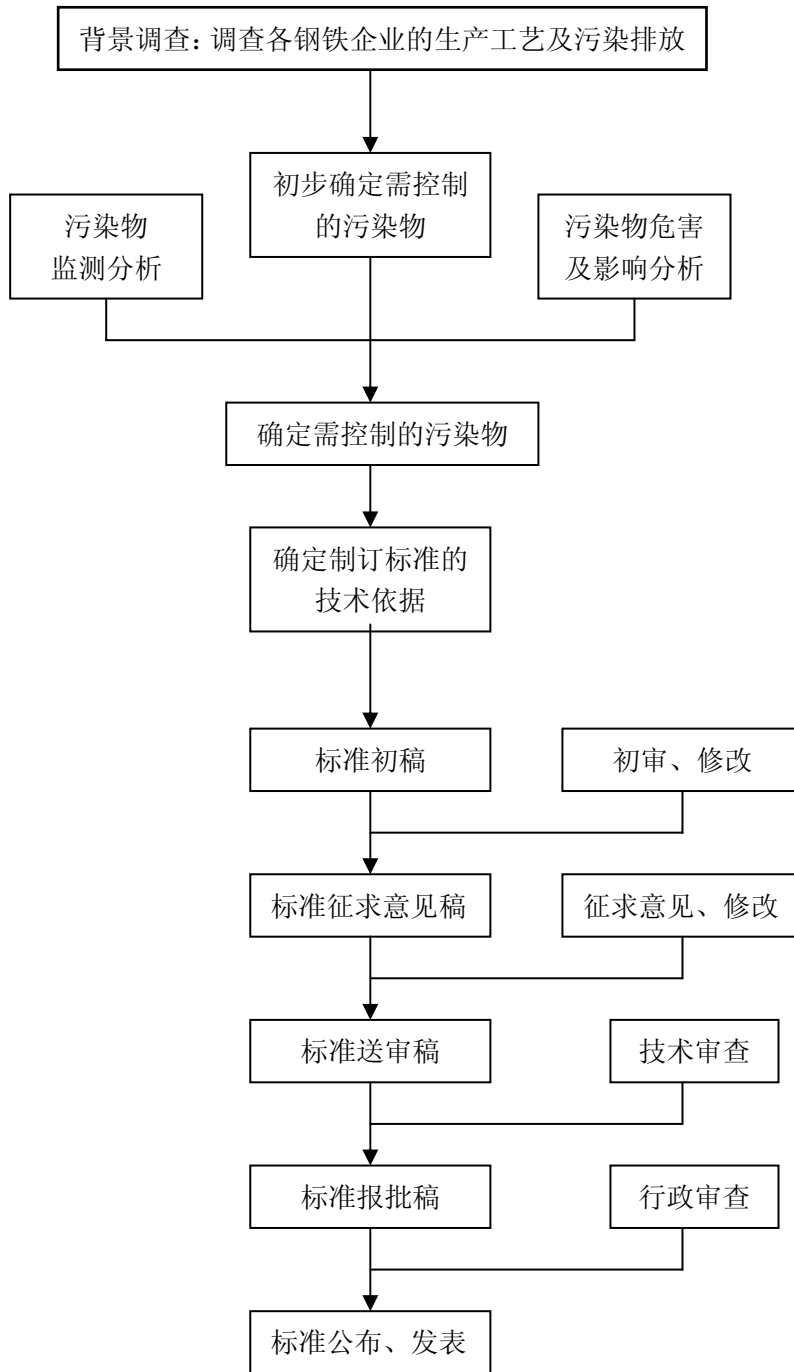 背景调查：调查各钢铁企业的生产工艺及污染排放
初步确定需控制
的污染物
污染物
监测分析
污染物危害
及影响分析
确定需控制的污染物
确定制订标准的
技术依据
标准初稿
初审、修改
标准征求意见稿
征求意见、修改
标准送审稿
技术审查
标准报批稿
行政审查
标准公布、发表